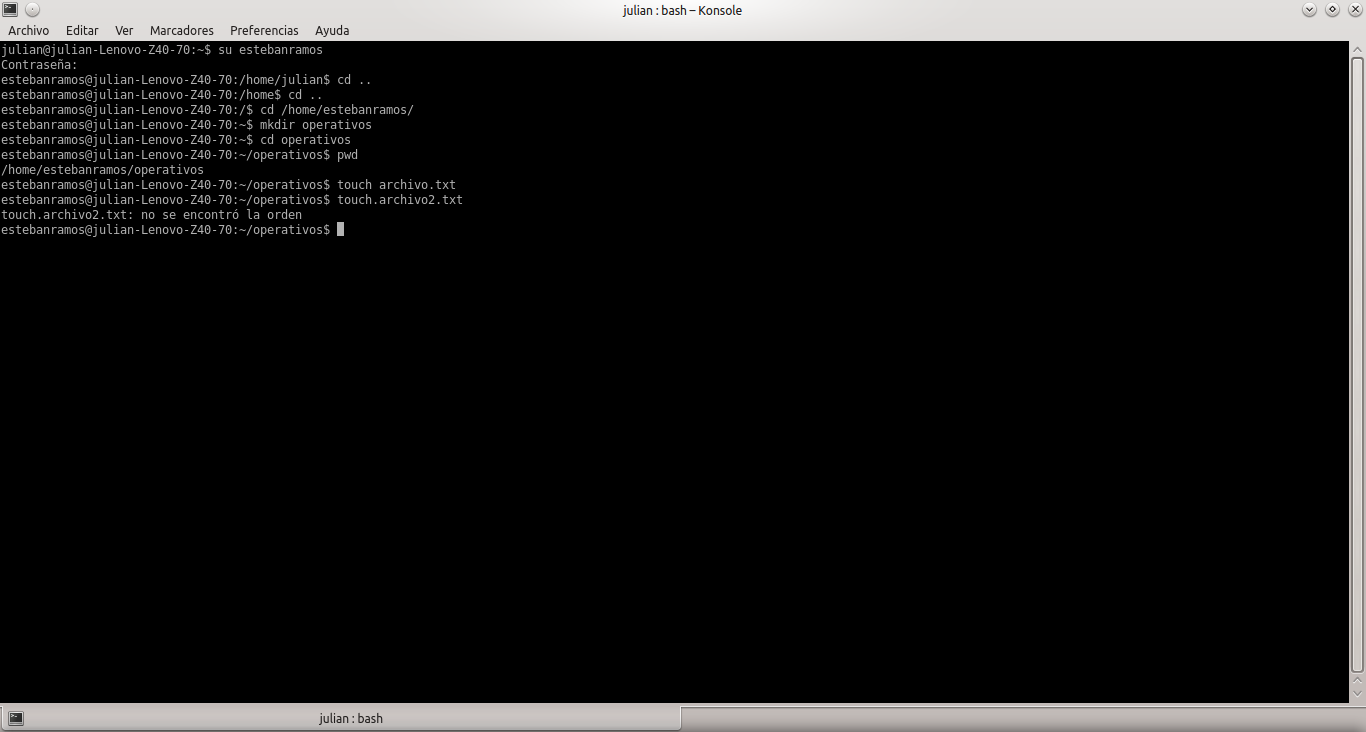 julian : bash – Konsole
Archivo Editar Ver Marcadores Preferencias Ayuda
julian@julian-Lenovo-Z40-70:~$ su estebanramos
Contraseña:
estebanramos@julian-Lenovo-Z40-70:/home/julian$ cd ..
estebanramos@julian-Lenovo-Z40-70:/home$ cd ..
estebanramos@julian-Lenovo-Z40-70:/$ cd /home/estebanramos/
estebanramos@julian-Lenovo-Z40-70:~$ mkdir operativos
estebanramos@julian-Lenovo-Z40-70:~$ cd operativos
estebanramos@julian-Lenovo-Z40-70:~/operativos$ pwd
/home/estebanramos/operativos
estebanramos@julian-Lenovo-Z40-70:~/operativos$ touch archivo.txt
estebanramos@julian-Lenovo-Z40-70:~/operativos$ touch.archivo2.txt
touch.archivo2.txt: no se encontró la orden
estebanramos@julian-Lenovo-Z40-70:~/operativos$
julian : bash